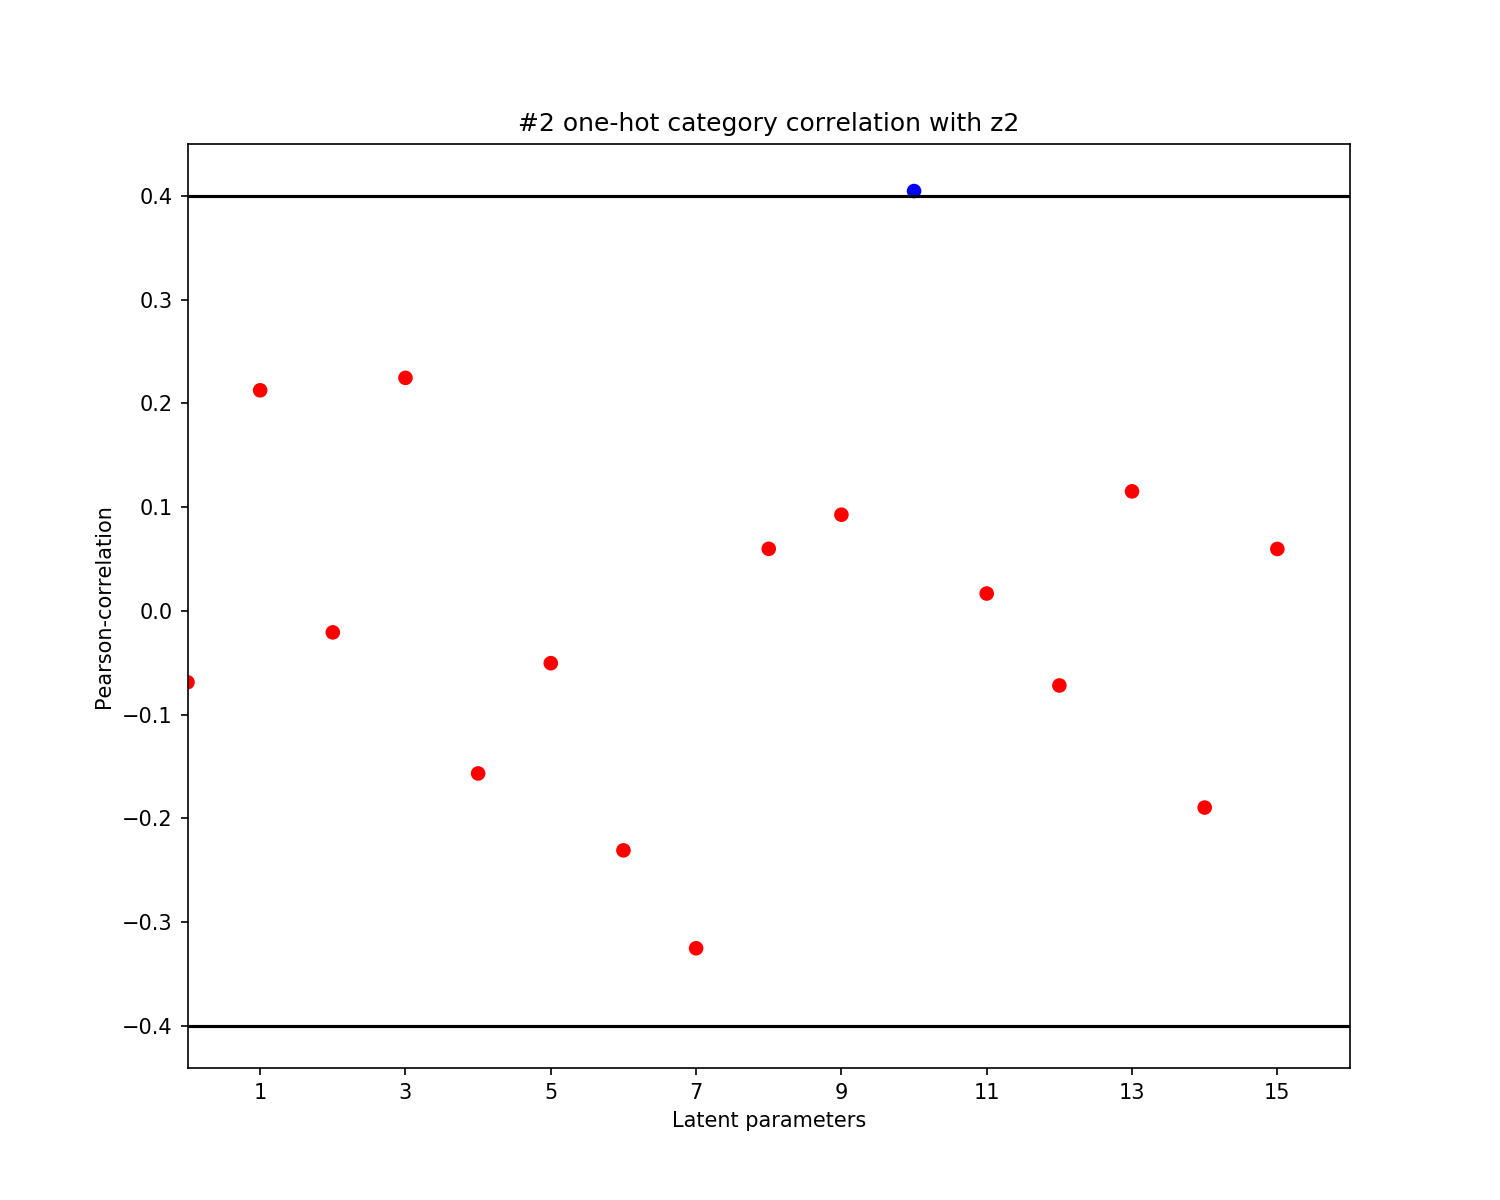 #2 one-hot category correlation with z2
0.4
0.3
0.2
0.1
0.0
−0.1
−0.2
−0.3
−0.4
Pearson-correlation
1 3 5 7 9 11 13 15
Latent parameters